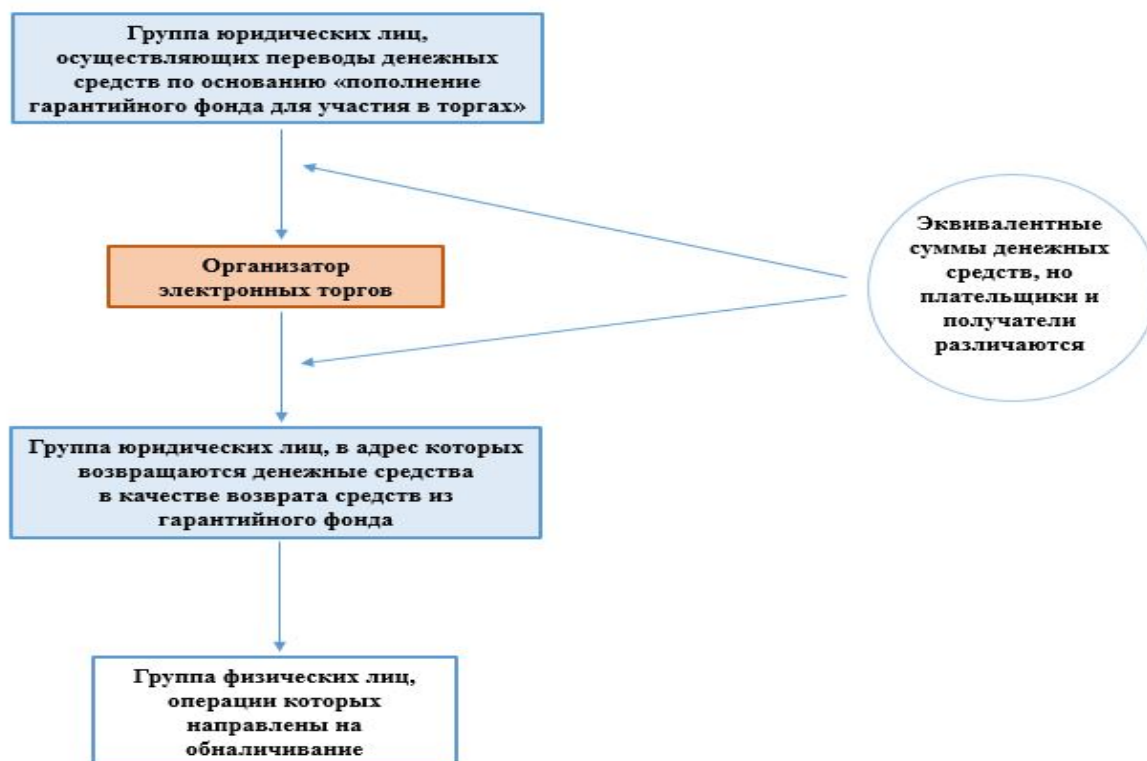 Группа юридических лиц,
осуществляющих переводы денежных
средств по основанию «пополнение
гарантийного фонда для участия в торгах»
Организатор
электронных торгов
Эквивалентные
суммы денежных
средств, но
плательщики и
получатели
различаются
Группа юридических лиц, в адрес которых
возвращаются денежные средства
в качестве возврата средств из
гарантийного фонда
Группа физических лиц,
операции которых
направлены на
обналичивание